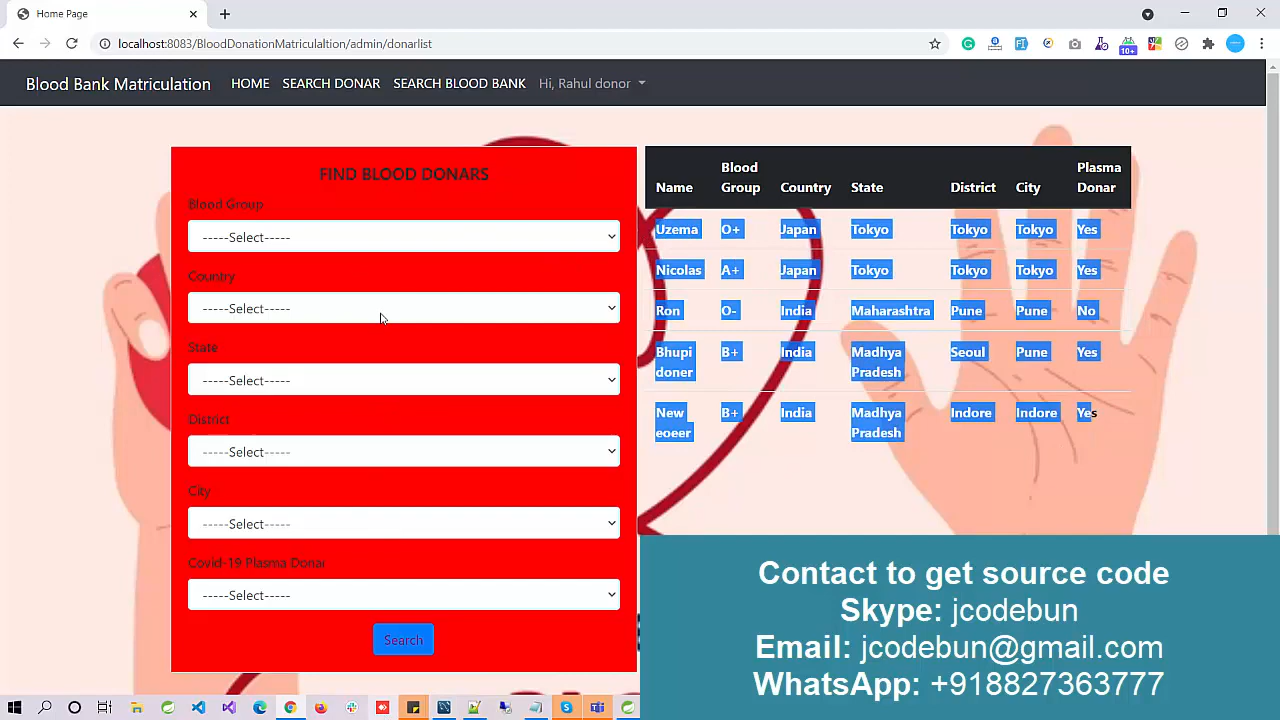 Home Page
localhost:8083/BloodDonationMatriculaltion/admin/donarlist
10+
Blood Bank Matriculation HOME SEARCH DONAR SEARCH BLOOD BANK Hi, Rahul donor
FIND BLOOD DONARS
Blood Group
-----Select-----
Country
-----Select-----
State
-----Select-----
District
-----Select-----
City
-----Select-----
Covid-19 Plasma Donar
-----Select-----
Search
Name Blood Group Country State District City Plasma Donar
Uzema O+ Japan Tokyo Tokyo Tokyo Yes
Nicolas A+ Japan Tokyo Tokyo Tokyo Yes
Ron O- India Maharashtra Pune Pune No
Bhupi doner B+ India Madhya Pradesh Seoul Pune Yes
New eoeer B+ India Madhya Pradesh Indore Indore Yes
Contact to get source code
Skype: jcodebun
Email: jcodebun@gmail.com
WhatsApp: +918827363777